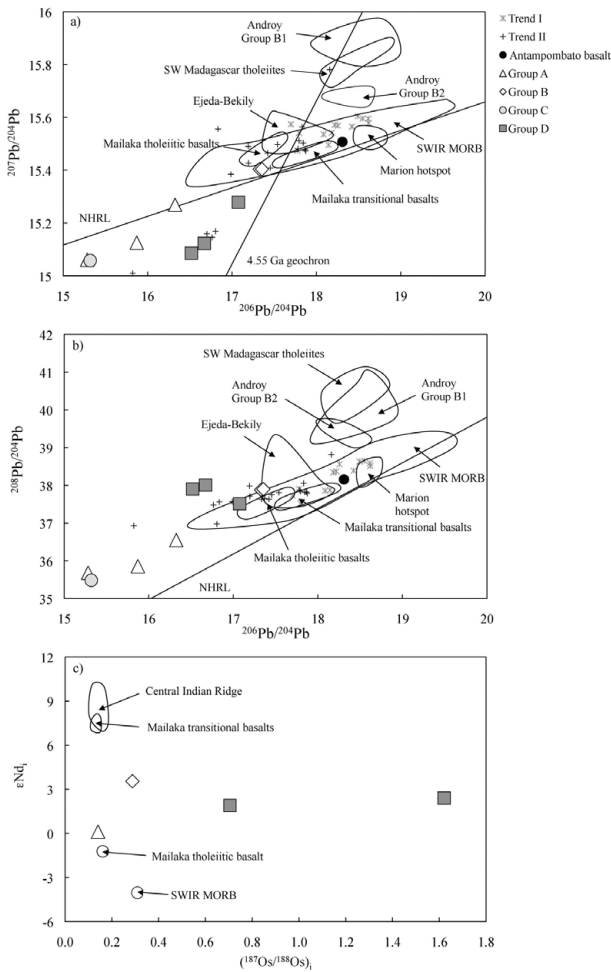 a)
16
15.8
15.6
15.4
15.2
15
²⁰⁷Pb/²⁰⁴Pb
Androy
Group B1
SW Madagascar tholeiites
Androy
Group B2
Ejeda-Bekily
Mailaka tholeiitic basalts
SWIR MORB
Marion hotspot
Mailaka transitional basalts
NHRL
4.55 Ga geochron
15
16
17
18
19
20
²⁰⁶Pb/²⁰⁴Pb
Trend I
Trend II
Antampombato basalt
Group A
Group B
Group C
Group D
b)
42
41
40
39
38
37
36
35
²⁰⁸Pb/²⁰⁴Pb
SW Madagascar tholeiites
Androy
Group B2
Androy
Group B1
Ejeda-Bekily
SWIR MORB
Marion
hotspot
Mailaka transitional basalts
Mailaka tholeiitic basalts
NHRL
15
16
17
18
19
20
²⁰⁶Pb/²⁰⁴Pb
c)
12
9
6
3
0
-3
-6
εNdᵢ
Central Indian Ridge
Mailaka transitional basalts
Mailaka tholeiitic basalt
SWIR MORB
0.0
0.2
0.4
0.6
0.8
1.0
1.2
1.4
1.6
1.8
(¹⁸⁷Os/¹⁸⁸Os)ᵢ